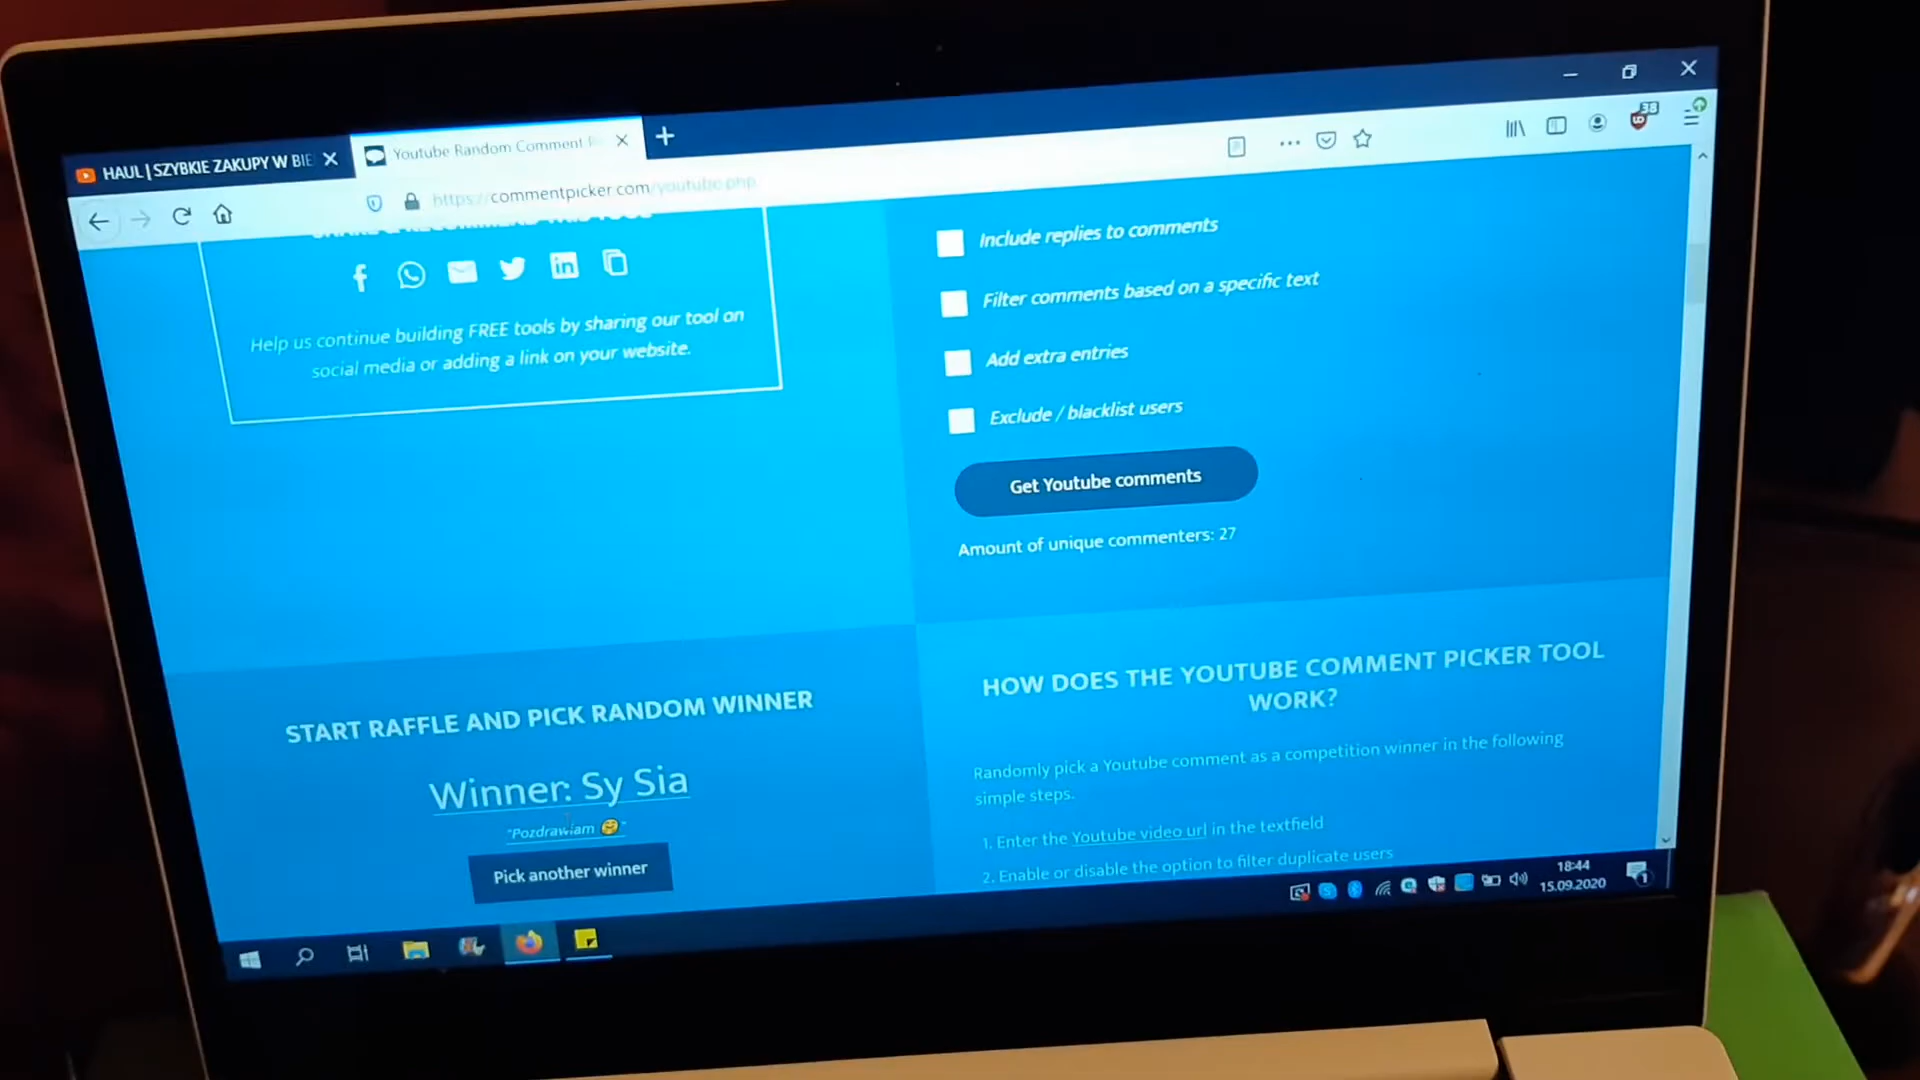 HAUL | SZYBKIE ZAKUPY W BIE
Youtube Random Comment
38
https://commentpicker.com/youtube.php
Help us continue building FREE tools by sharing our tool on
social media or adding a link on your website.
Include replies to comments
Filter comments based on a specific text
Add extra entries
Exclude / blacklist users
Get Youtube comments
Amount of unique commenters: 27
START RAFFLE AND PICK RANDOM WINNER
Winner: Sy Sia
"Pozdrawiam 🤗"
Pick another winner
HOW DOES THE YOUTUBE COMMENT PICKER TOOL
WORK?
Randomly pick a Youtube comment as a competition winner in the following
simple steps.
1. Enter the Youtube video url in the textfield
2. Enable or disable the option to filter duplicate users
18:44
15.09.2020
1